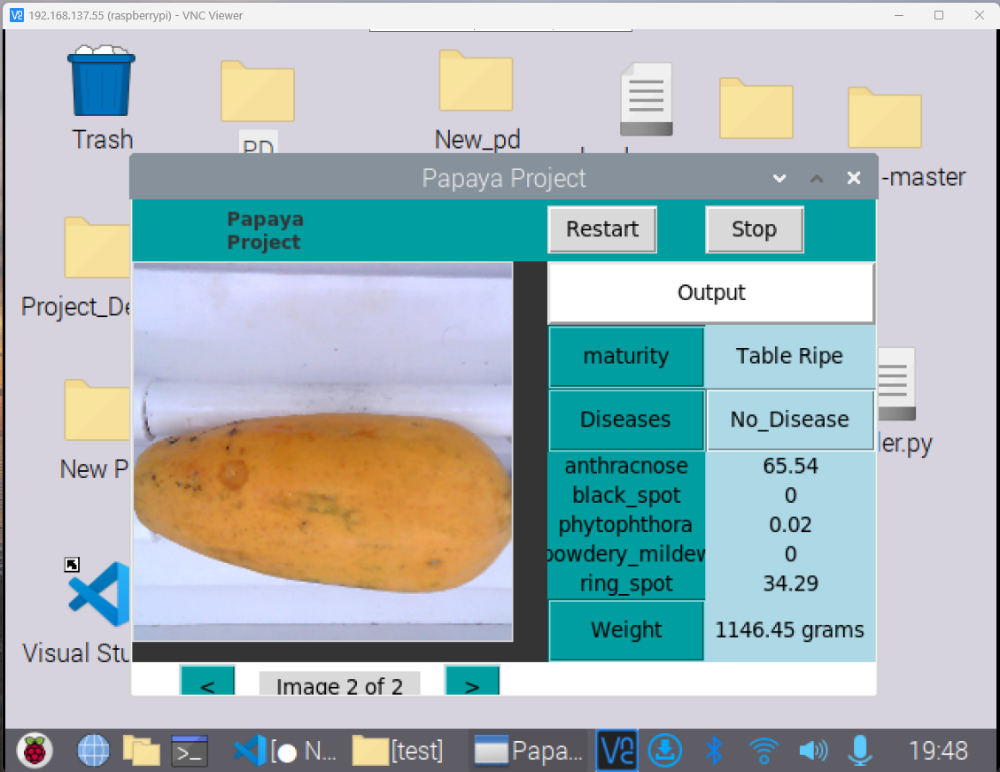 192.168.137.55 (raspberrypi) - VNC Viewer
Trash
PD
New_pd
-master
Papaya Project
Papaya
Project
Restart
Stop
Output
maturity
Table Ripe
Diseases
No_Disease
anthracnose
65.54
black_spot
0
phytophthora
0.02
powdery_mildew
0
ring_spot
34.29
Weight
1146.45 grams
<
Image 2 of 2
>
Project_De
New P
Visual Stu
ler.py
[● N...
[test]
Papa...
19:48